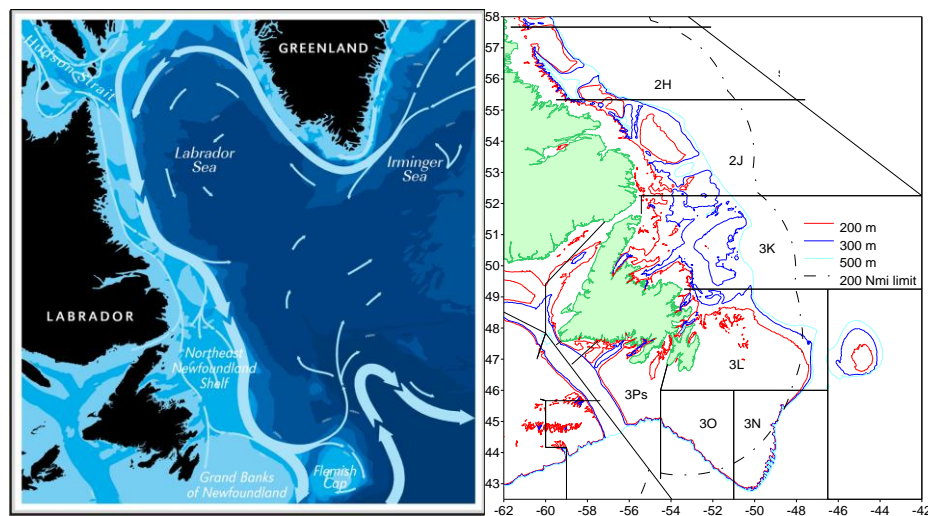 GREENLAND
Hudson Strait
Labrador
Sea
Irminger
Sea
LABRADOR
Northeast
Newfoundland
Shelf
Grand Banks
of Newfoundland
Flemish
Cap
58
57
56
55
54
53
52
51
50
49
48
47
46
45
44
43
2H
2J
3K
3L
3Ps
3O
3N
200 m
300 m
500 m
200 Nmi limit
-62 -60 -58 -56 -54 -52 -50 -48 -46 -44 -42